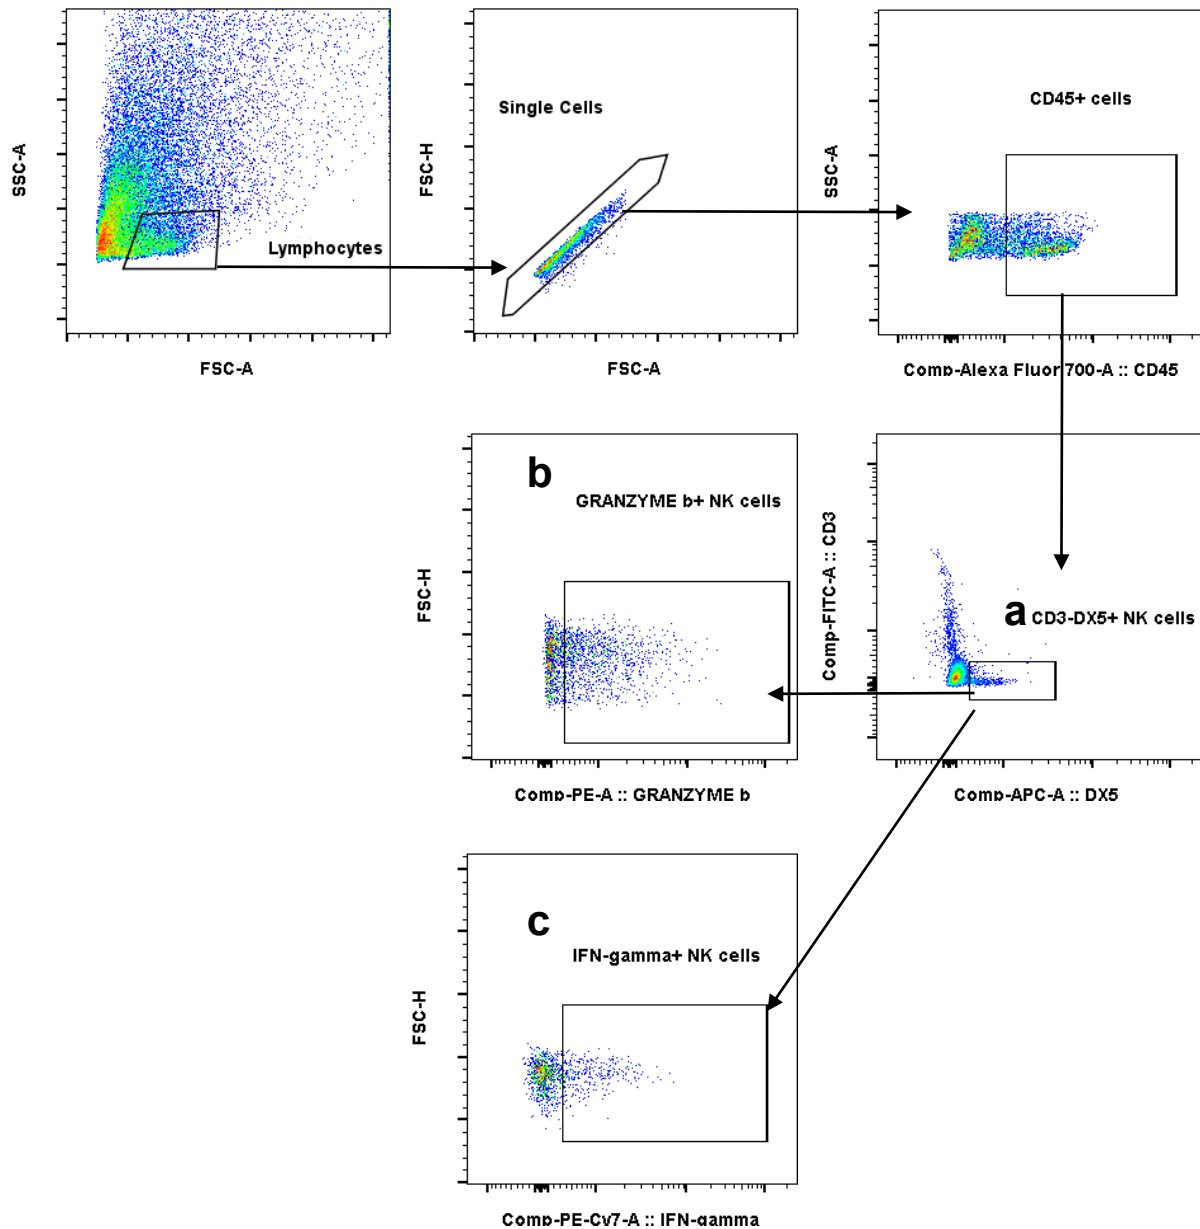 SSC-A
Lymphocytes
FSC-A
FSC-H
Single Cells
FSC-A
SSC-A
CD45+ cells
Comp-Alexa Fluor 700-A :: CD45
b
GRANZYME b+ NK cells
FSC-H
Comp-PE-A :: GRANZYME b
Comp-FITC-A :: CD3
a CD3-DX5+ NK cells
Comp-APC-A :: DX5
c
IFN-gamma+ NK cells
FSC-H
Comp-PE-Cy7-A :: IFN-gamma